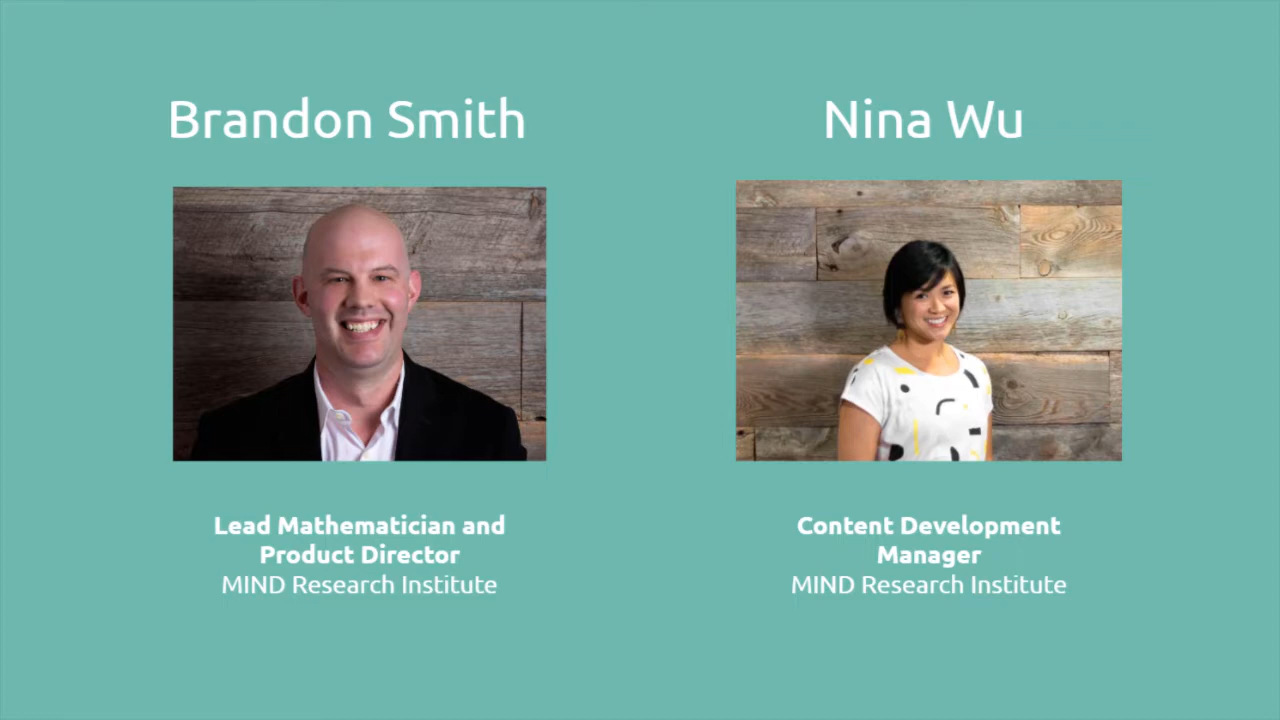 Brandon Smith
Nina Wu
Lead Mathematician and
Product Director
MIND Research Institute
Content Development
Manager
MIND Research Institute